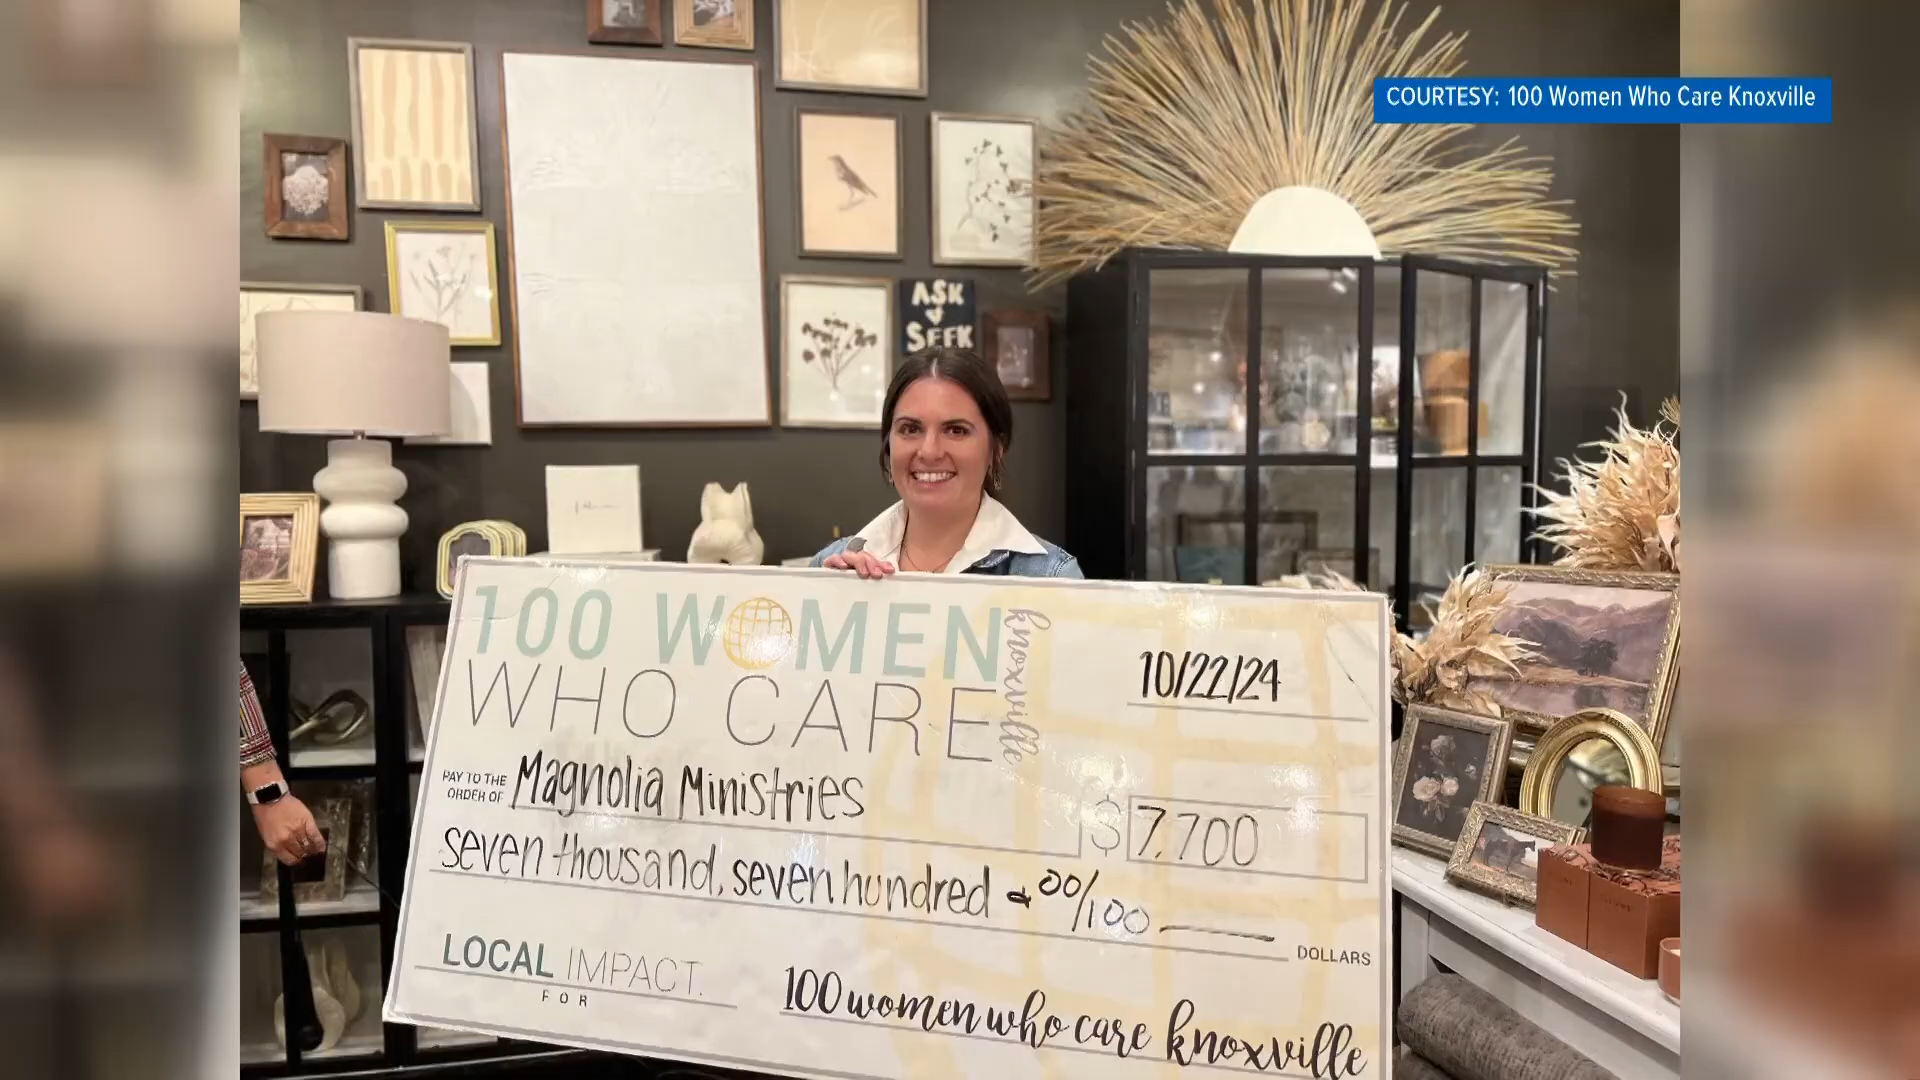 COURTESY: 100 Women Who Care Knoxville
ASK
&
SEEK
100 WOMEN
knoxville
WHO CARE
10/22/24
PAY TO THE
ORDER OF
Magnolia Ministries
$ 7,700
seven thousand, seven hundred & 00/100
DOLLARS
LOCAL IMPACT.
FOR
100 women who care knoxville